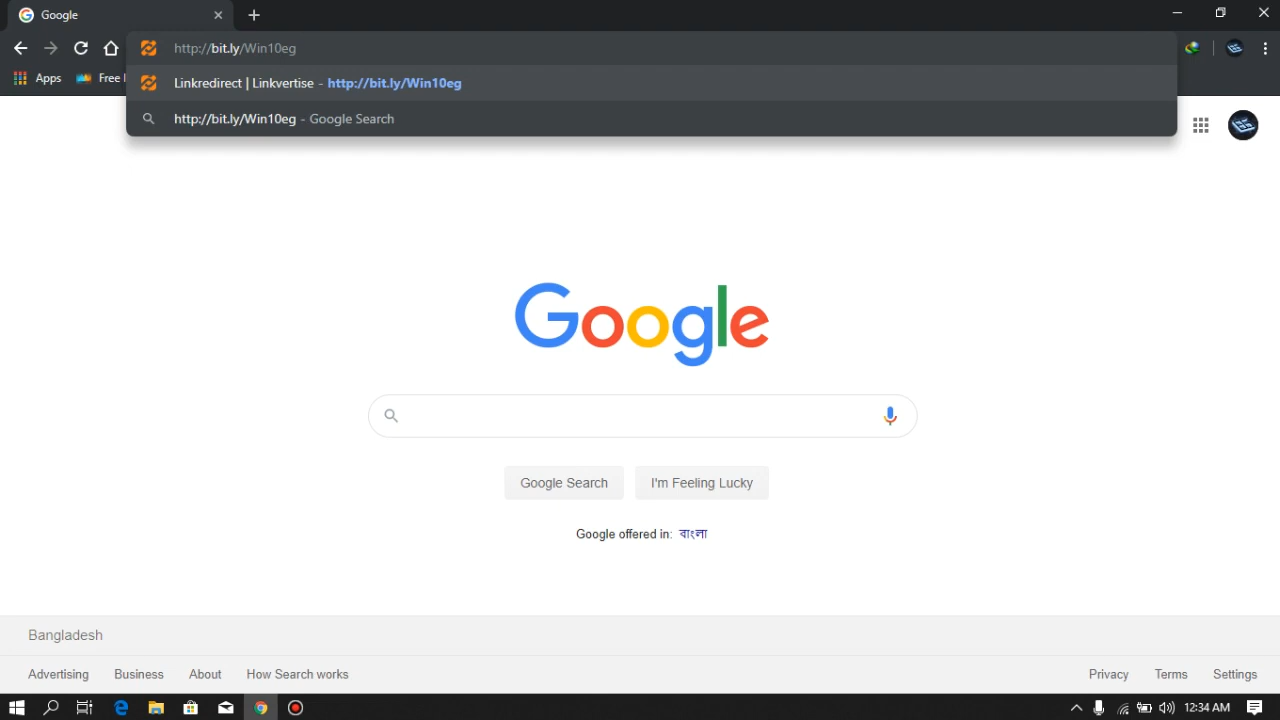 Google
http://bit.ly/Win10eg
Apps
Free
Linkredirect | Linkvertise - http://bit.ly/Win10eg
http://bit.ly/Win10eg - Google Search
Google
Google Search
I'm Feeling Lucky
Google offered in: বাংলা
Bangladesh
Advertising
Business
About
How Search works
Privacy
Terms
Settings
12:34 AM